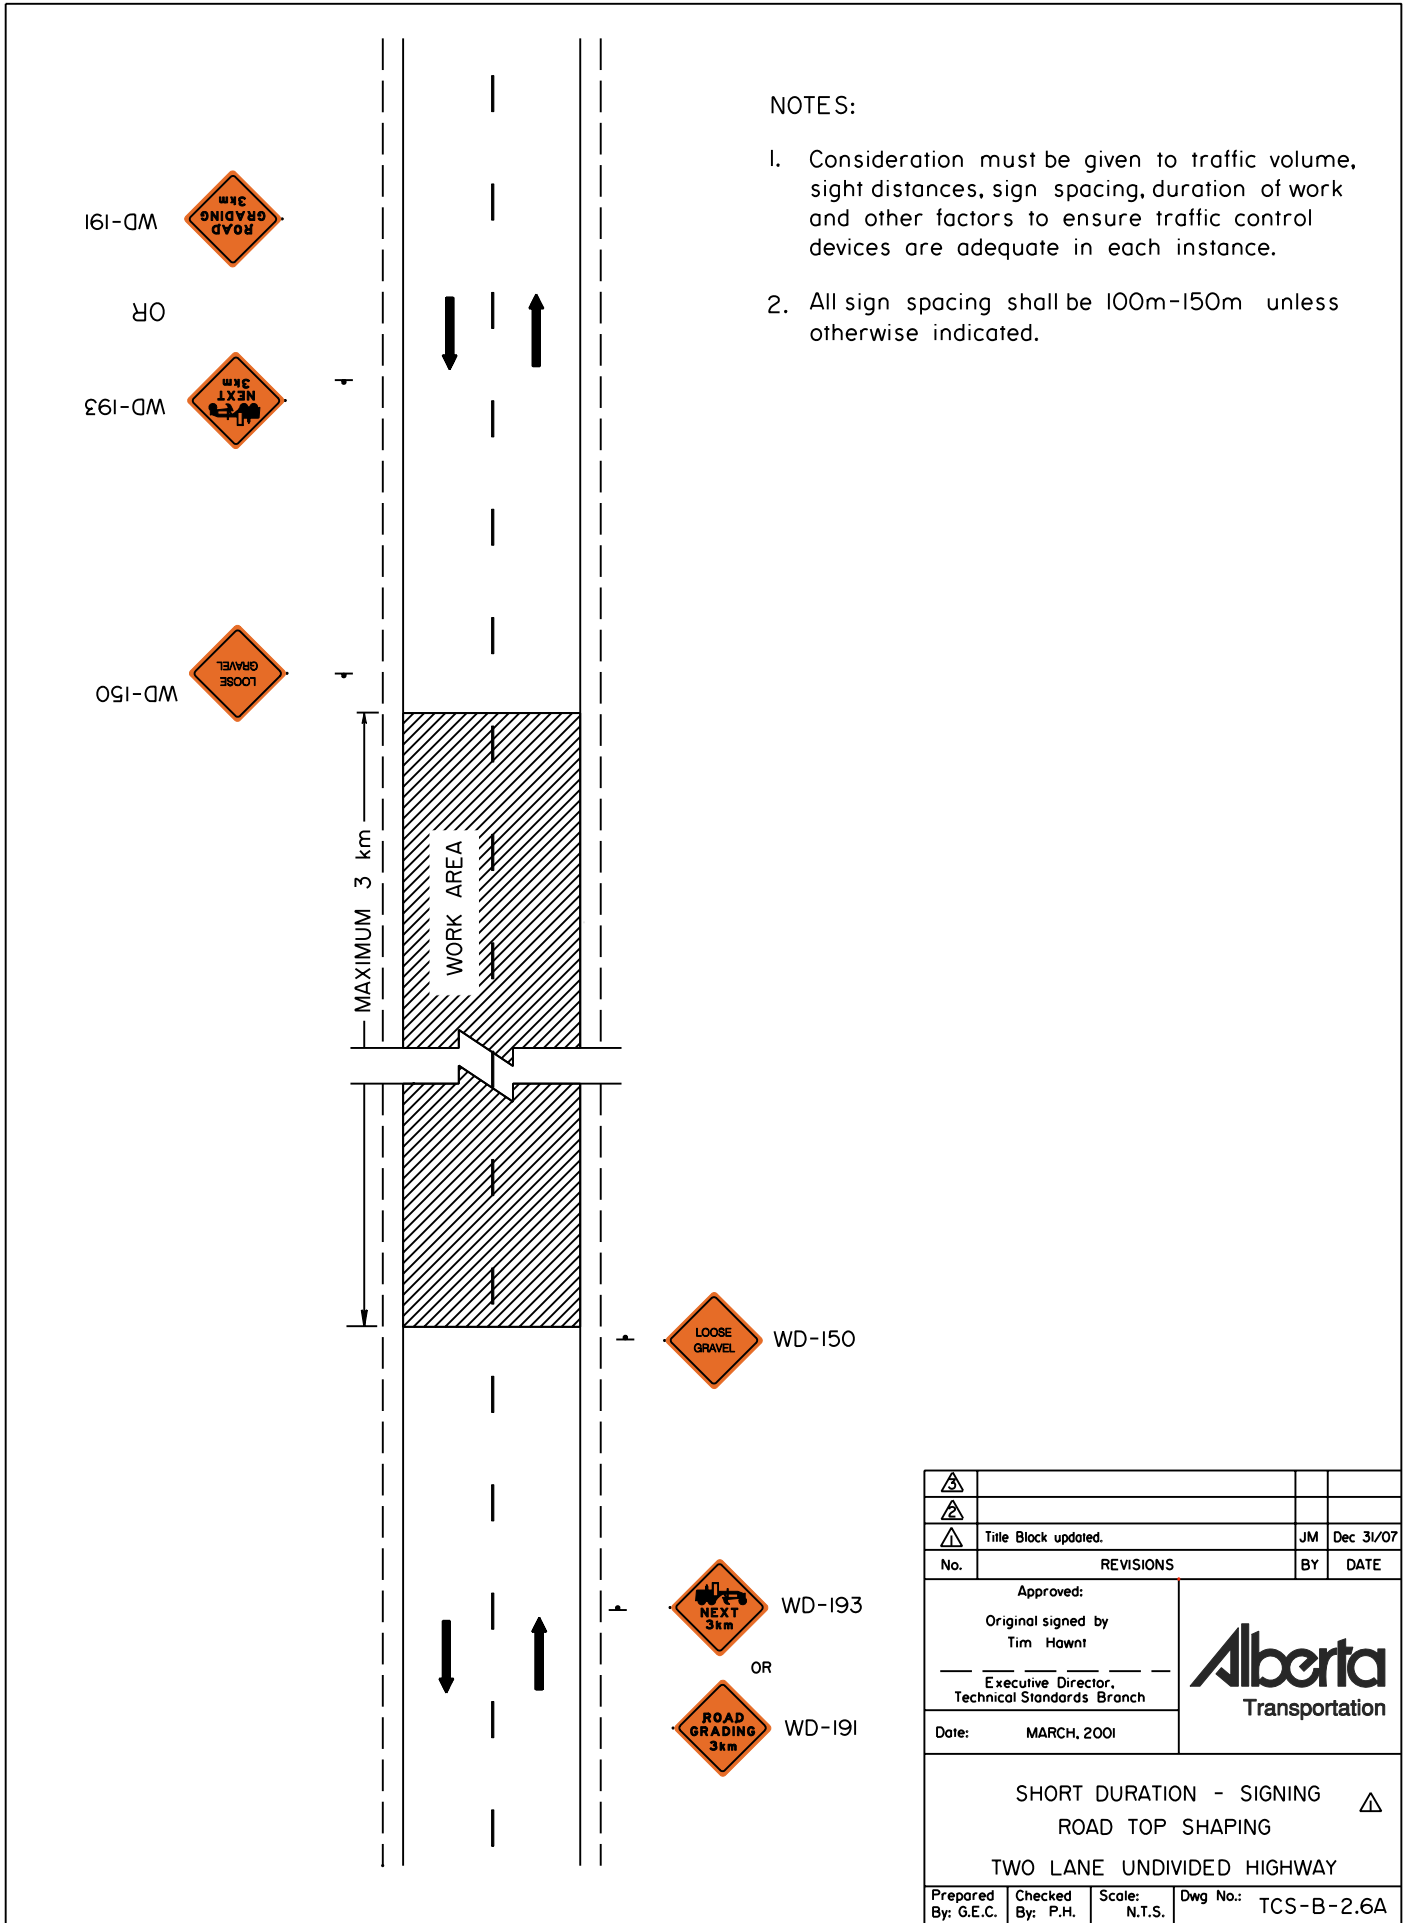 NOTES:
1. Consideration must be given to traffic volume,
sight distances, sign spacing, duration of work
and other factors to ensure traffic control
devices are adequate in each instance.
2. All sign spacing shall be 100m-150m unless
otherwise indicated.
WD-191
ROAD
GRADING
3km
OR
WD-193
NEXT
3km
WD-150
LOOSE
GRAVEL
MAXIMUM 3 km
WORK AREA
LOOSE
GRAVEL
WD-150
NEXT
3km
WD-193
OR
ROAD
GRADING
3km
WD-191
3
2
1 Title Block updated. JM Dec 31/07
No. REVISIONS BY DATE
Approved:
Original signed by
Tim Hawnt
Executive Director,
Technical Standards Branch
Date: MARCH, 2001
Alberta
Transportation
SHORT DURATION - SIGNING
1
ROAD TOP SHAPING
TWO LANE UNDIVIDED HIGHWAY
Prepared
By: G.E.C.
Checked
By: P.H.
Scale:
N.T.S.
Dwg No.: TCS-B-2.6A